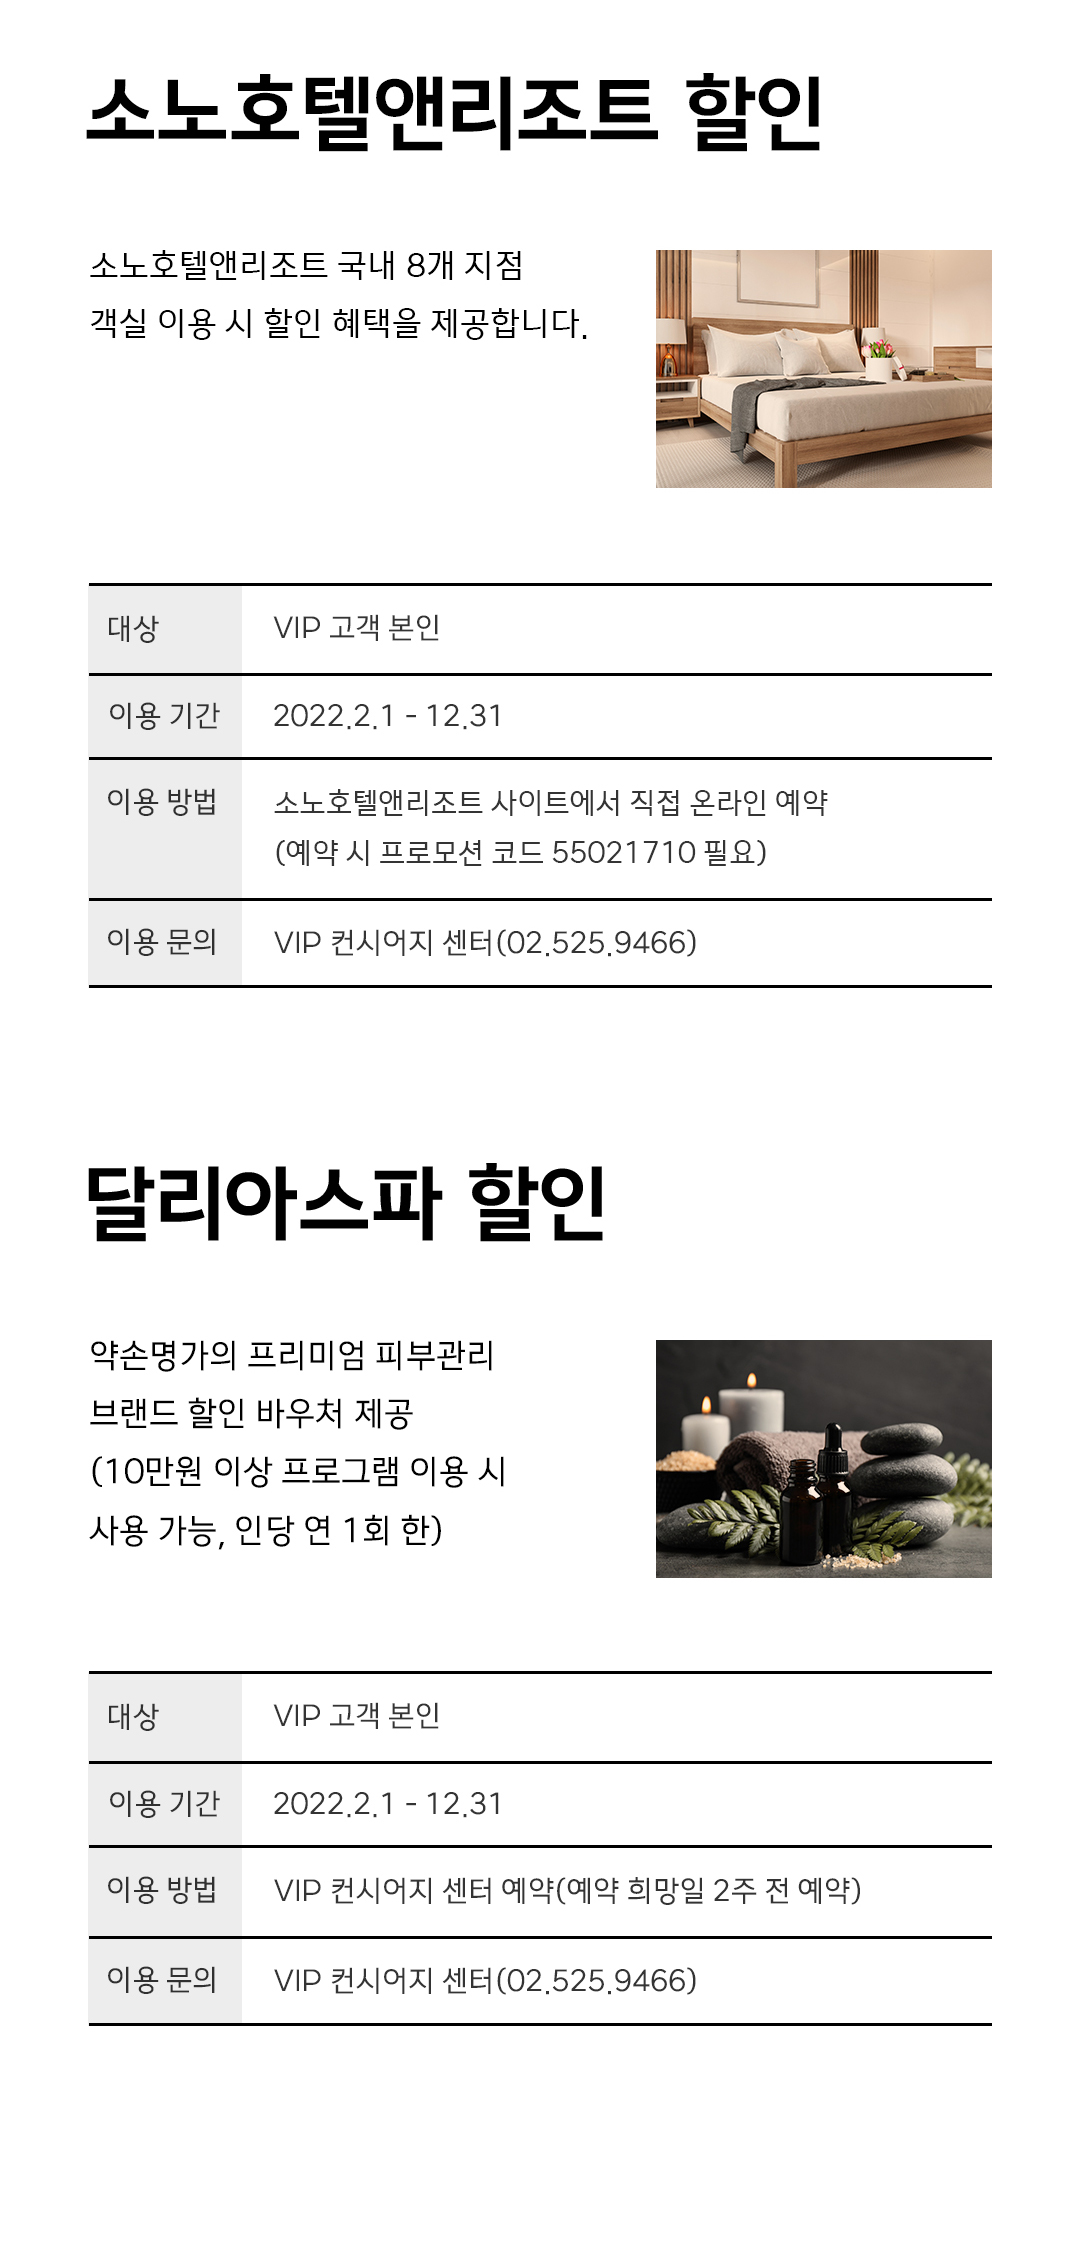 소노호텔앤리조트 할인
소노호텔앤리조트 국내 8개 지점
객실 이용 시 할인 혜택을 제공합니다.
대상 VIP 고객 본인
이용 기간 2022.2.1 - 12.31
이용 방법 소노호텔앤리조트 사이트에서 직접 온라인 예약
(예약 시 프로모션 코드 55021710 필요)
이용 문의 VIP 컨시어지 센터(02.525.9466)
달리아스파 할인
약손명가의 프리미엄 피부관리
브랜드 할인 바우처 제공
(10만원 이상 프로그램 이용 시
사용 가능, 인당 연 1회 한)
대상 VIP 고객 본인
이용 기간 2022.2.1 - 12.31
이용 방법 VIP 컨시어지 센터 예약(예약 희망일 2주 전 예약)
이용 문의 VIP 컨시어지 센터(02.525.9466)